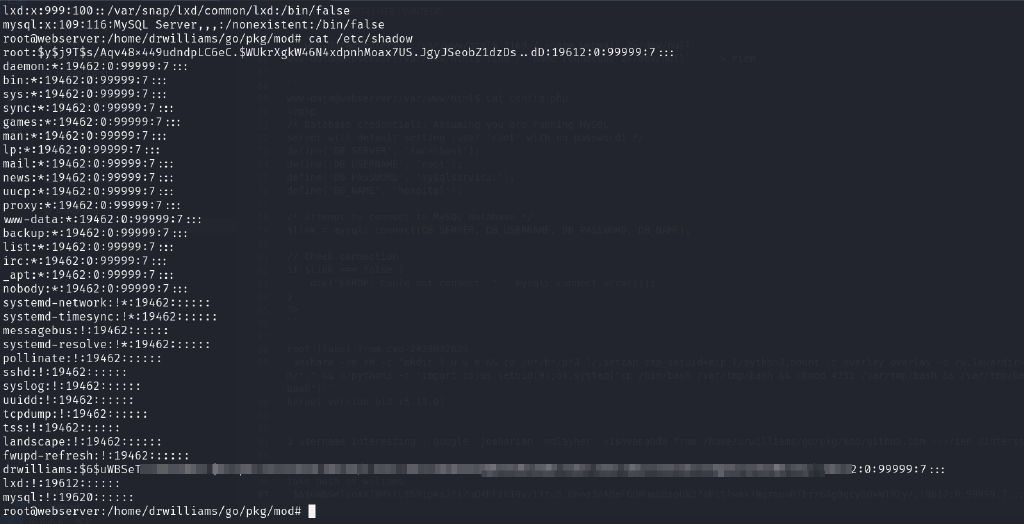 lxd:x:999:100::/var/snap/lxd/common/lxd:/bin/false
mysql:x:109:116:MySQL Server,,,:/nonexistent:/bin/false
root@webserver:/home/drwilliams/go/pkg/mod# cat /etc/shadow
root:$y$j9T$s/Aqv48x449udndpLC6eC.$WUkrXgkW46N4xdpnhMoax7US.JgyJSeobZ1dzDs..dD:19612:0:99999:7:::
daemon:*:19462:0:99999:7:::
bin:*:19462:0:99999:7:::
sys:*:19462:0:99999:7:::
sync:*:19462:0:99999:7:::
games:*:19462:0:99999:7:::
man:*:19462:0:99999:7:::
lp:*:19462:0:99999:7:::
mail:*:19462:0:99999:7:::
news:*:19462:0:99999:7:::
uucp:*:19462:0:99999:7:::
proxy:*:19462:0:99999:7:::
www-data:*:19462:0:99999:7:::
backup:*:19462:0:99999:7:::
list:*:19462:0:99999:7:::
irc:*:19462:0:99999:7:::
_apt:*:19462:0:99999:7:::
nobody:*:19462:0:99999:7:::
systemd-network:!*:19462::::::
systemd-timesync:!*:19462::::::
messagebus:!:19462::::::
systemd-resolve:!*:19462::::::
pollinate:!:19462::::::
sshd:!:19462::::::
syslog:!:19462::::::
uuidd:!:19462::::::
tcpdump:!:19462::::::
tss:!:19462::::::
landscape:!:19462::::::
fwupd-refresh:!:19462::::::
drwilliams:$6$uWBSeT 2:0:99999:7:::
lxd:!:19612::::::
mysql:!:19620::::::
root@webserver:/home/drwilliams/go/pkg/mod#